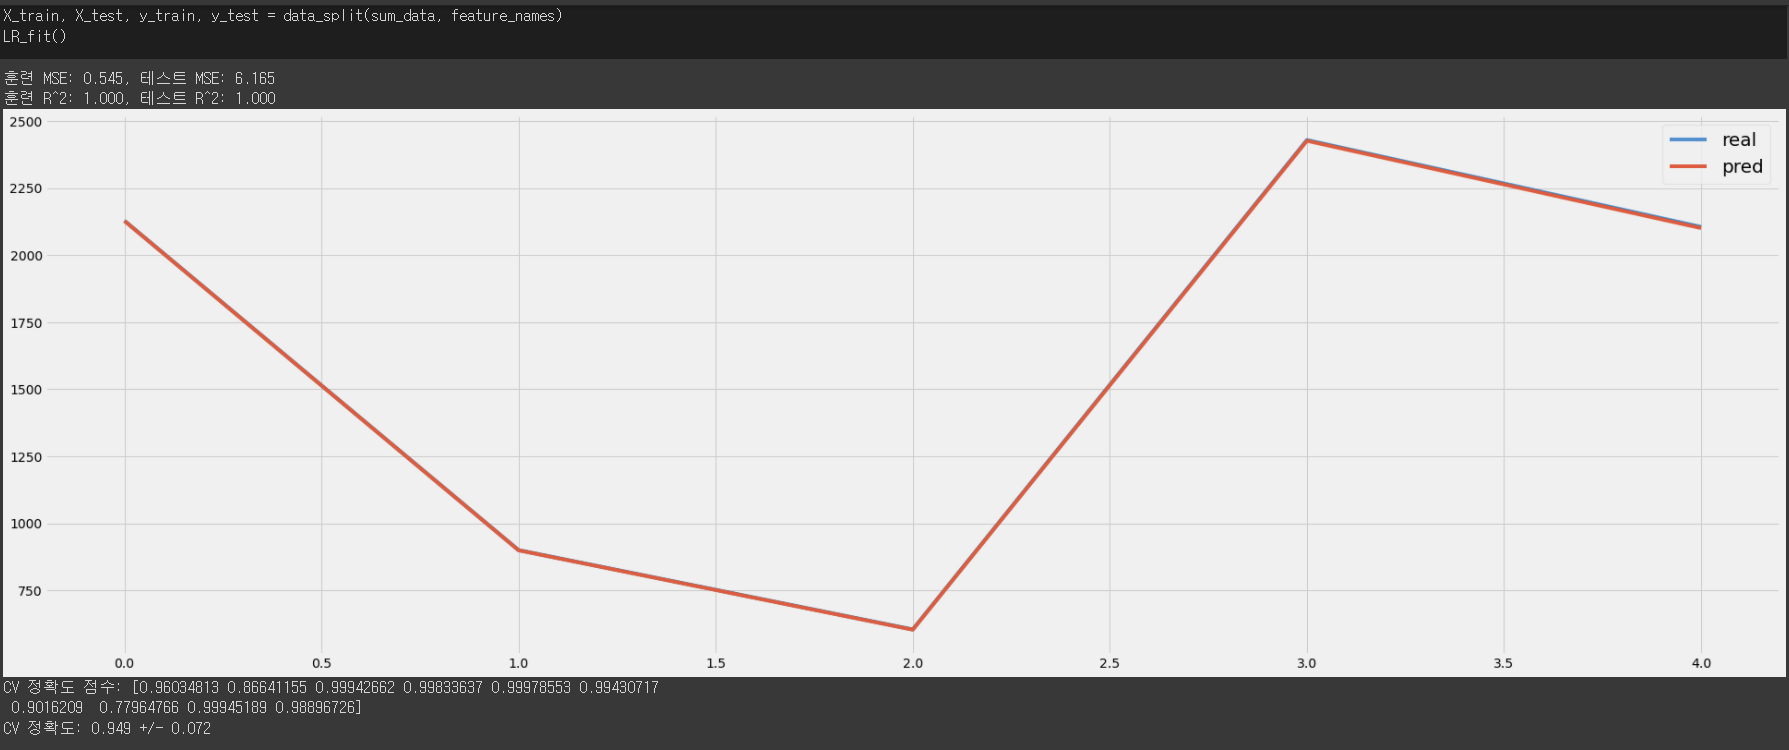 X_train, X_test, y_train, y_test = data_split(sum_data, feature_names)
LR_fit()
훈련 MSE: 0.545, 테스트 MSE: 6.165
훈련 R^2: 1.000, 테스트 R^2: 1.000
2500
real
pred
2250
2000
1750
1500
1250
1000
750
0.0 0.5 1.0 1.5 2.0 2.5 3.0 3.5 4.0
CV 정확도 점수: [0.96034813 0.86641155 0.99942662 0.99833637 0.99978553 0.99430717
0.9016209 0.77964766 0.99945189 0.98896726]
CV 정확도: 0.949 +/- 0.072